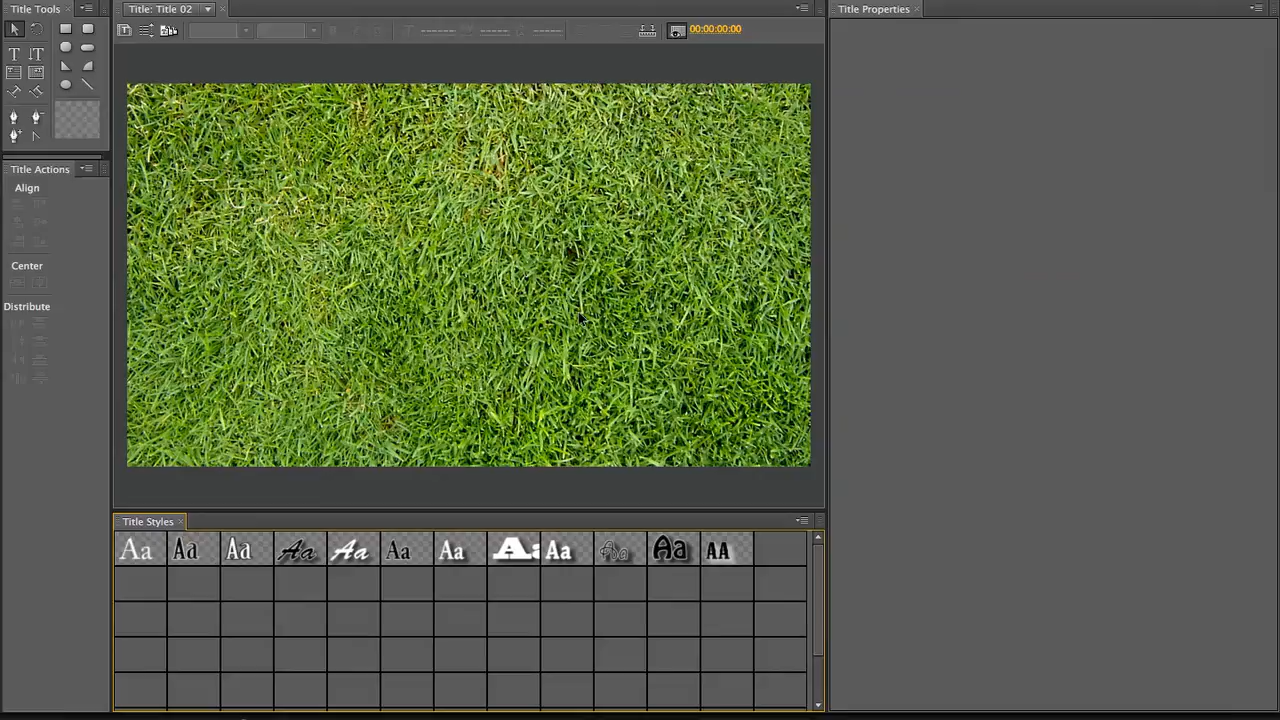 Title Tools
Title: Title 02
Title Properties
00:00:00:00
Title Actions
Align
Center
Distribute
Title Styles
Aa Aa Aa Aa Aa Aa Aa Aa Aa Aa Aa AA